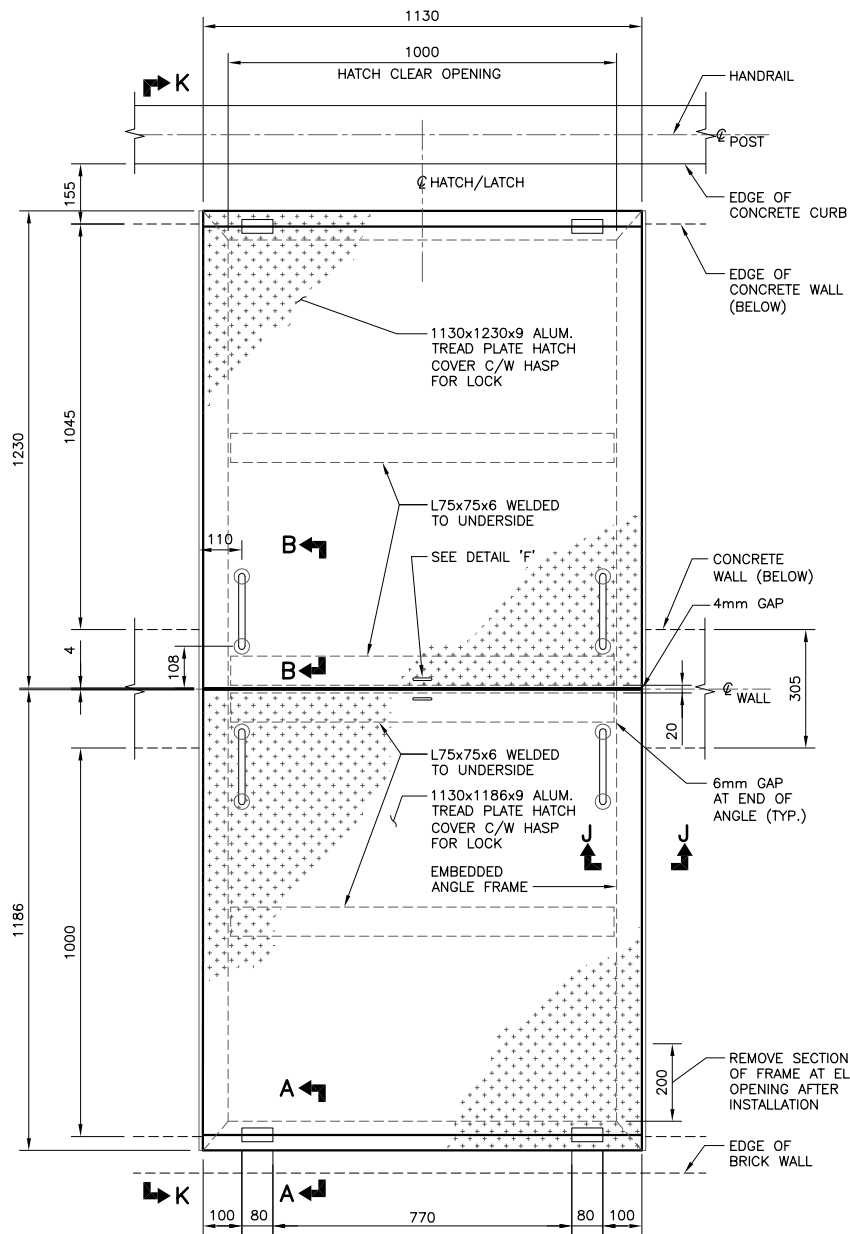 1130
1000
HATCH CLEAR OPENING
K
HANDRAIL
℄ POST
155
℄ HATCH/LATCH
EDGE OF
CONCRETE CURB
EDGE OF
CONCRETE WALL
(BELOW)
1130x1230x9 ALUM.
TREAD PLATE HATCH
COVER C/W HASP
FOR LOCK
1045
1230
L75x75x6 WELDED
TO UNDERSIDE
110
B
SEE DETAIL 'F'
CONCRETE
WALL (BELOW)
4mm GAP
4
108
B
℄ WALL
305
20
L75x75x6 WELDED
TO UNDERSIDE
6mm GAP
AT END OF
ANGLE (TYP.)
1130x1186x9 ALUM.
TREAD PLATE HATCH
COVER C/W HASP
FOR LOCK
J
J
EMBEDDED
ANGLE FRAME
1186
1000
REMOVE SECTION
OF FRAME AT EL
OPENING AFTER
INSTALLATION
200
A
EDGE OF
BRICK WALL
K
A
100
80
770
80
100